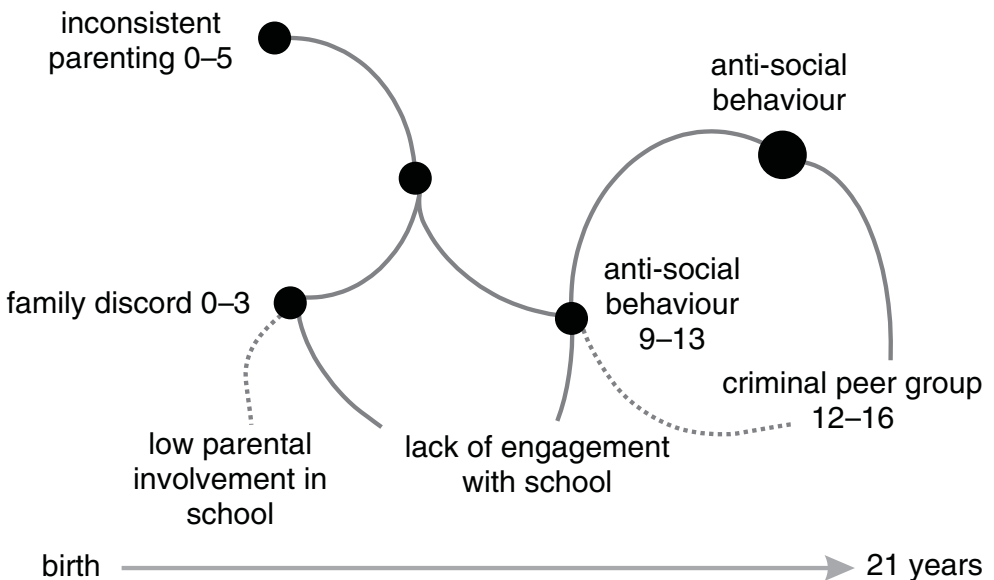 inconsistent
parenting 0–5
anti-social
behaviour
family discord 0–3
anti-social
behaviour
9–13
criminal peer group
12–16
low parental
involvement in
school
lack of engagement
with school
birth
21 years